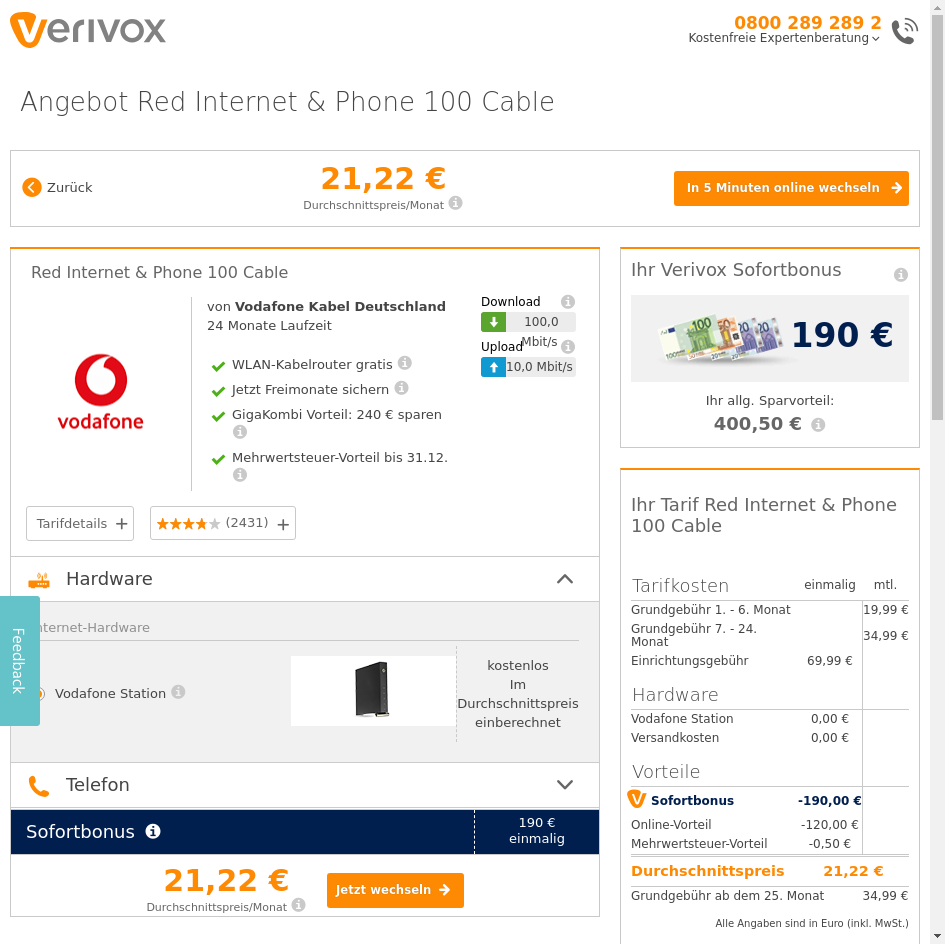 verivox
0800 289 289 2
Kostenfreie Expertenberatung
Angebot Red Internet & Phone 100 Cable
Zurück
21,22 €
Durchschnittspreis/Monat
In 5 Minuten online wechseln
Red Internet & Phone 100 Cable
vodafone
von Vodafone Kabel Deutschland
24 Monate Laufzeit
WLAN-Kabelrouter gratis
Jetzt Freimonate sichern
GigaKombi Vorteil: 240 € sparen
Mehrwertsteuer-Vorteil bis 31.12.
Download
100,0
Mbit/s
Upload
10,0 Mbit/s
Tarifdetails
(2431)
Hardware
Internet-Hardware
Vodafone Station
kostenlos
Im
Durchschnittspreis
einberechnet
Feedback
Telefon
Sofortbonus
190 €
einmalig
21,22 €
Durchschnittspreis/Monat
Jetzt wechseln
Ihr Verivox Sofortbonus
190 €
Ihr allg. Sparvorteil:
400,50 €
Ihr Tarif Red Internet & Phone
100 Cable
Tarifkosten einmalig mtl.
Grundgebühr 1. - 6. Monat 19,99 €
Grundgebühr 7. - 24.
Monat 34,99 €
Einrichtungsgebühr 69,99 €
Hardware
Vodafone Station 0,00 €
Versandkosten 0,00 €
Vorteile
Sofortbonus -190,00 €
Online-Vorteil -120,00 €
Mehrwertsteuer-Vorteil -0,50 €
Durchschnittspreis 21,22 €
Grundgebühr ab dem 25. Monat 34,99 €
Alle Angaben sind in Euro (inkl. MwSt.)